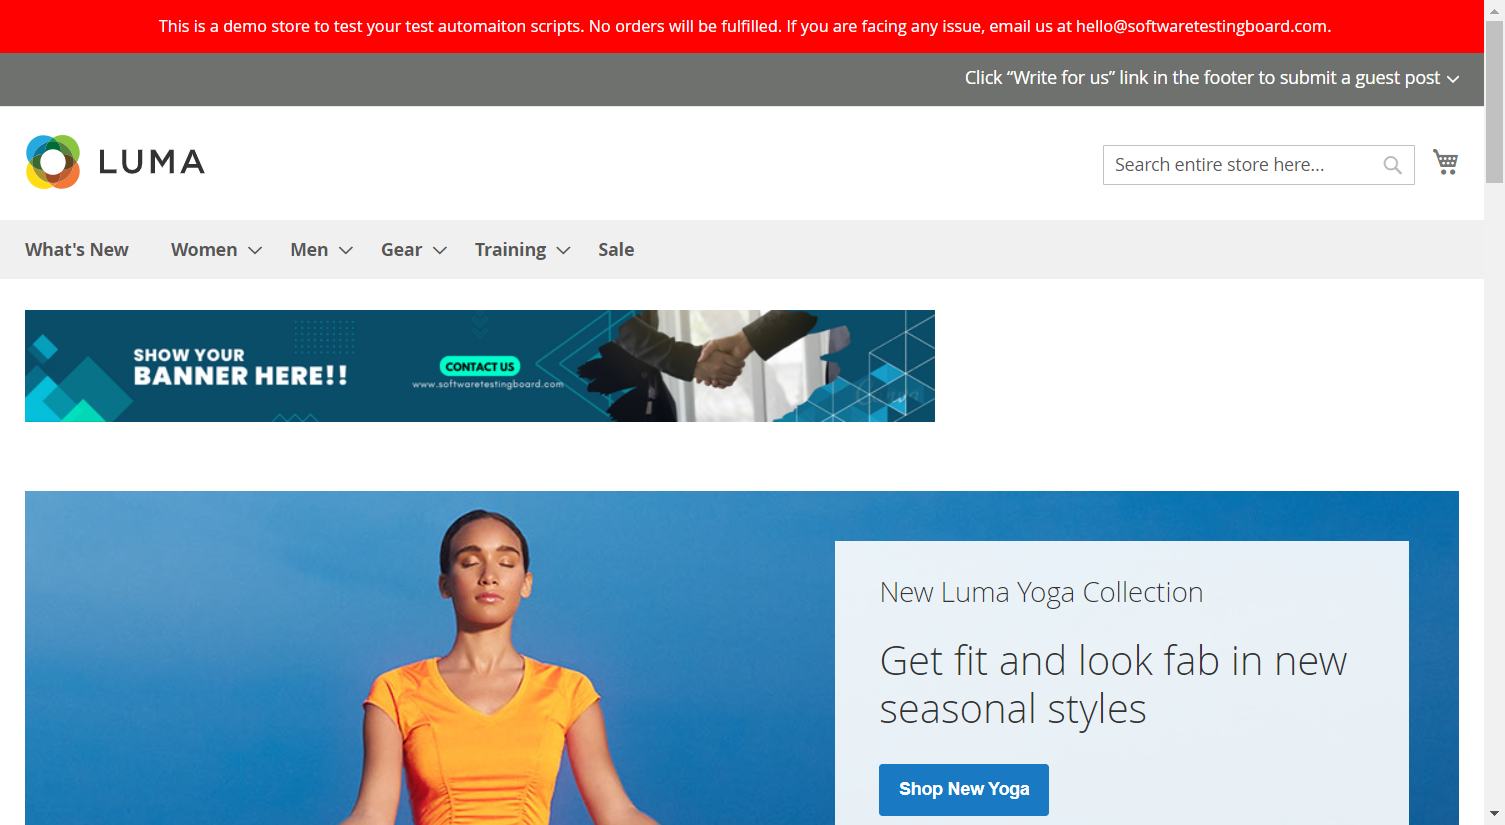 This is a demo store to test your test automaiton scripts. No orders will be fulfilled. If you are facing any issue, email us at hello@softwaretestingboard.com.
Click “Write for us” link in the footer to submit a guest post
LUMA
Search entire store here...
What's New Women Men Gear Training Sale
SHOW YOUR
BANNER HERE!!
CONTACT US
www.softwaretestingboard.com
New Luma Yoga Collection
Get fit and look fab in new
seasonal styles
Shop New Yoga